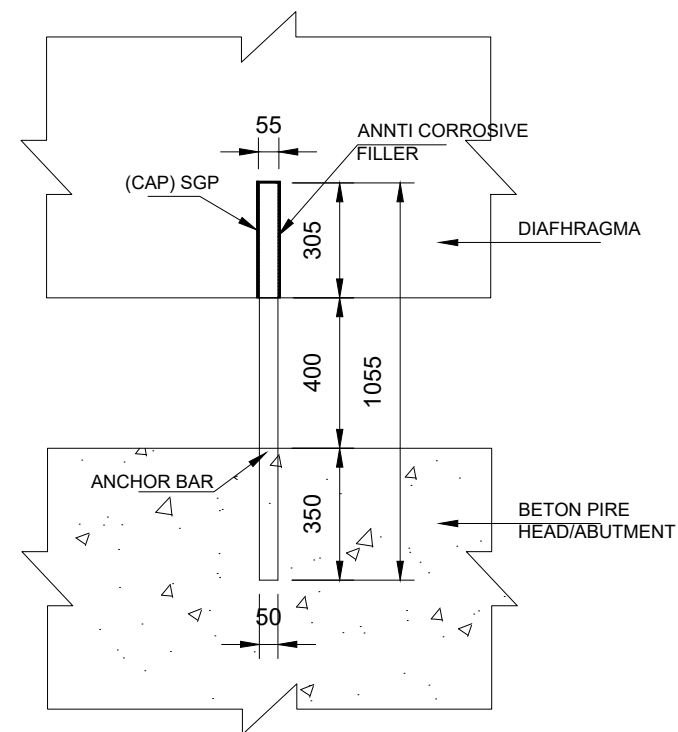 55
ANNTI CORROSIVE
FILLER
(CAP) SGP
305
DIAFHRAGMA
400
1055
ANCHOR BAR
350
BETON PIRE
HEAD/ABUTMENT
50